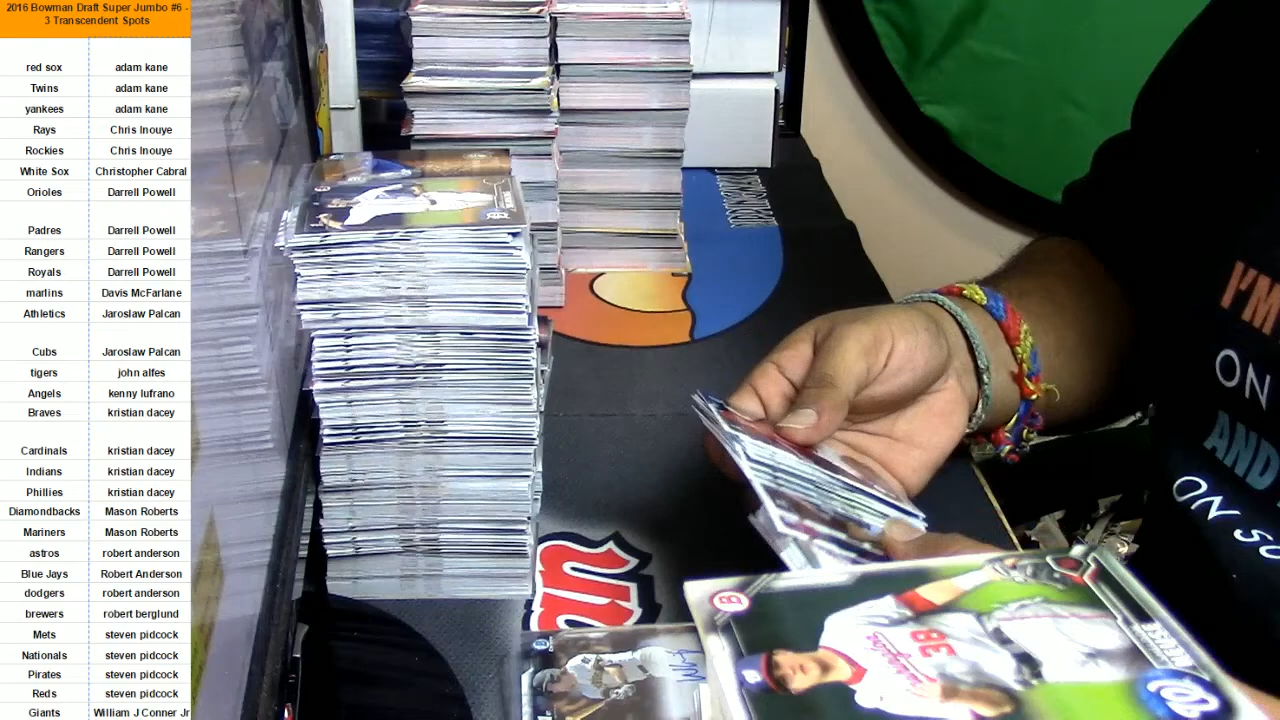 2016 Bowman Draft Super Jumbo #6 -
3 Transcendent Spots
red sox adam kane
Twins adam kane
yankees adam kane
Rays Chris Inouye
Rockies Chris Inouye
White Sox Christopher Cabral
Orioles Darrell Powell
Padres Darrell Powell
Rangers Darrell Powell
Royals Darrell Powell
marlins Davis McFarlane
Athletics Jaroslaw Palcan
Cubs Jaroslaw Palcan
tigers john alfes
Angels kenny lufrano
Braves kristian dacey
Cardinals kristian dacey
Indians kristian dacey
Phillies kristian dacey
Diamondbacks Mason Roberts
Mariners Mason Roberts
astros robert anderson
Blue Jays Robert Anderson
dodgers robert anderson
brewers robert berglund
Mets steven pidcock
Nationals steven pidcock
Pirates steven pidcock
Reds steven pidcock
Giants William J Conner Jr
I'M
ON
AND
ON SU
B
38